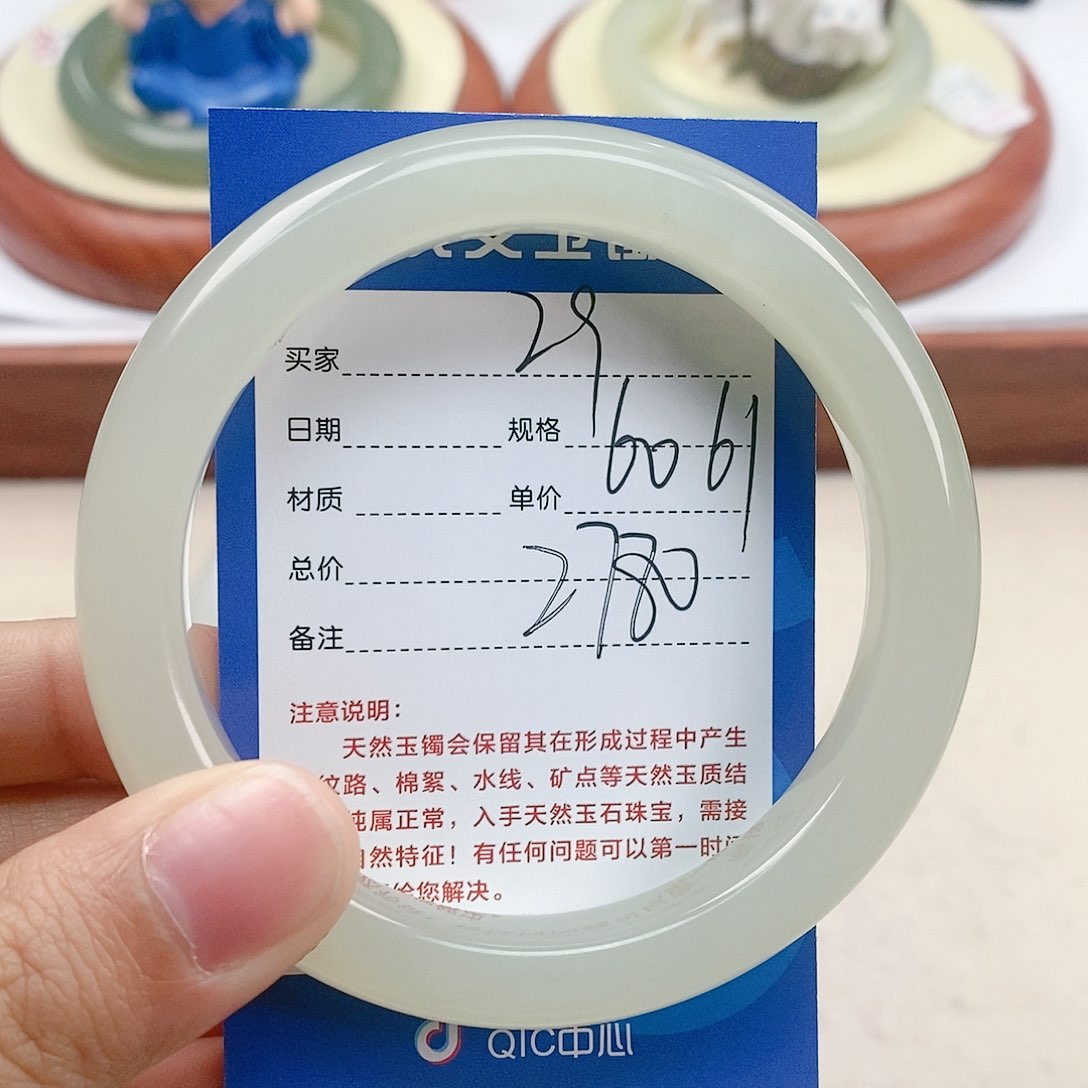 买家 29
日期 规格 60 61
材质 单价
总价 2780
备注
注意说明：
天然玉镯会保留其在形成过程中产生
纹路、棉絮、水线、矿点等天然玉质结
纯属正常，入手天然玉石珠宝，需接
自然特征！有任何问题可以第一时间
给您解决。
QIC中心